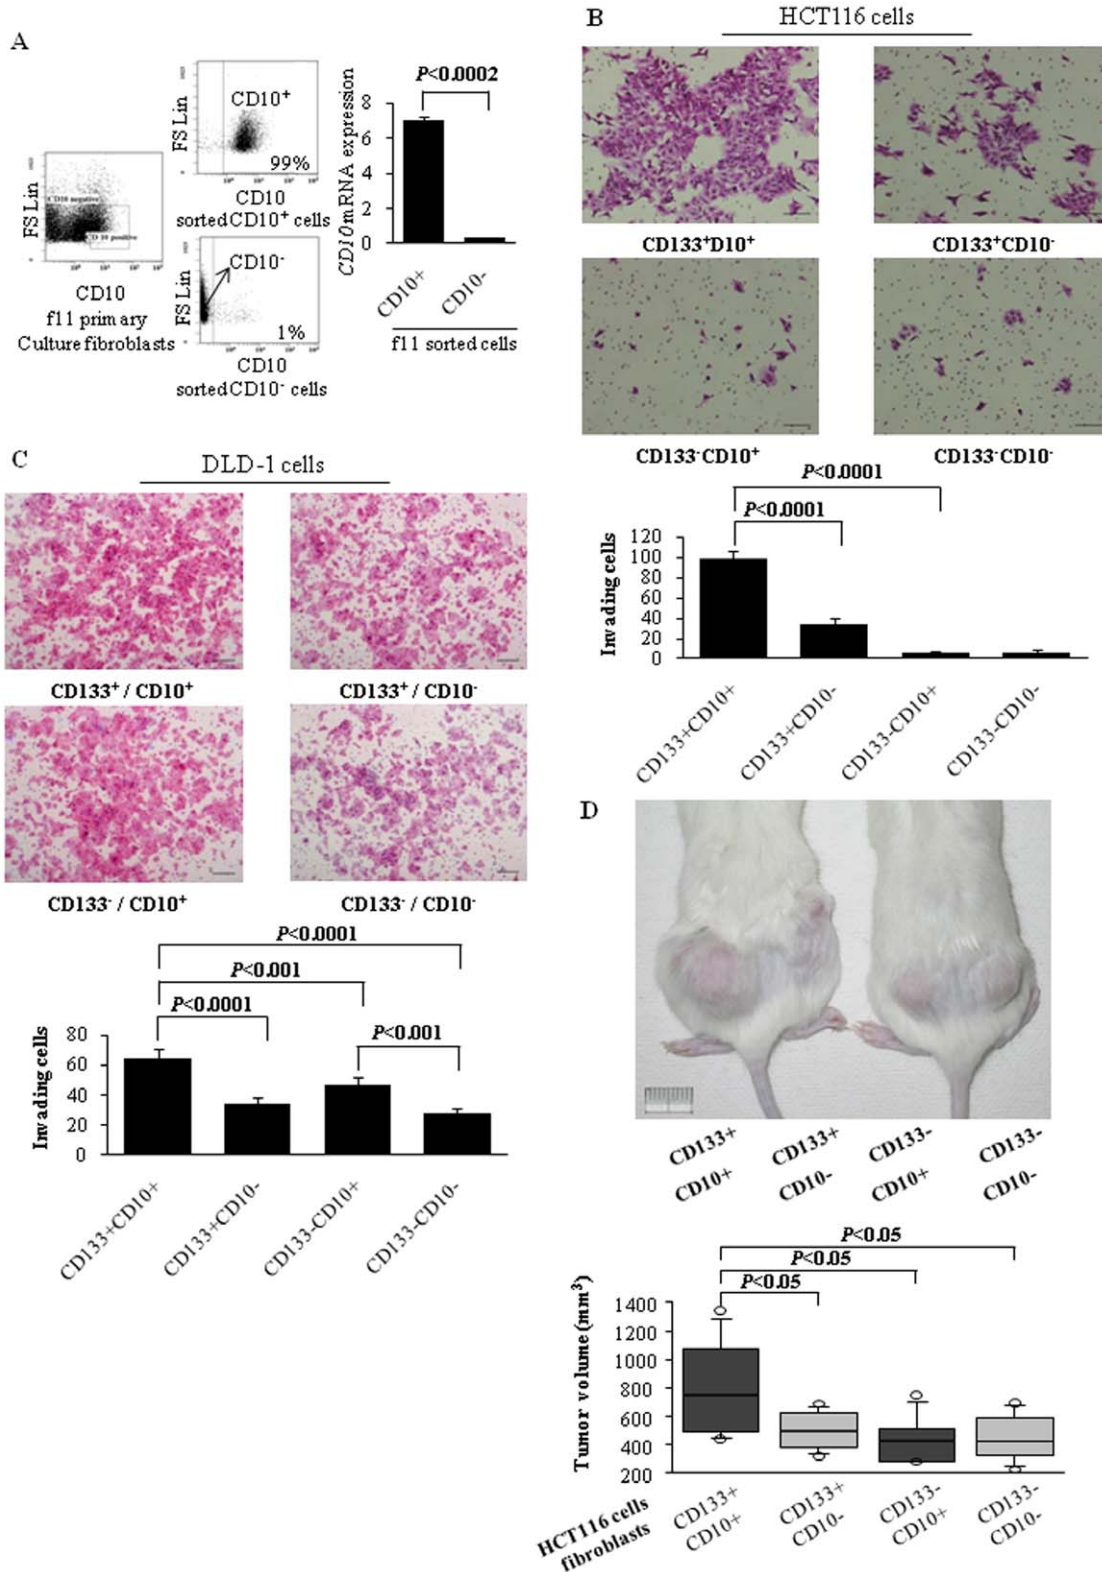 A
FS Lin
CD10 negative
CD 10 positive
CD10
f11 primary
Culture fibroblasts
FS Lin
CD10⁺
99%
CD10
sorted CD10⁺ cells
FS Lin
CD10⁻
1%
CD10
sorted CD10⁻ cells
P<0.0002
CD10 mRNA expression
8
6
4
2
0
CD10+
CD10-
f11 sorted cells
B
HCT116 cells
CD133⁺D10⁺
CD133⁺CD10⁻
CD133⁻CD10⁺
CD133⁻CD10⁻
P<0.0001
P<0.0001
Invading cells
120
100
80
60
40
20
0
CD133+CD10+
CD133+CD10-
CD133-CD10+
CD133-CD10-
C
DLD-1 cells
CD133⁺ / CD10⁺
CD133⁺ / CD10⁻
CD133⁻ / CD10⁺
CD133⁻ / CD10⁻
P<0.0001
P<0.001
P<0.0001
P<0.001
Invading cells
80
60
40
20
0
CD133+CD10+
CD133+CD10-
CD133-CD10+
CD133-CD10-
D
CD133+
CD10+
CD133+
CD10-
CD133-
CD10+
CD133-
CD10-
P<0.05
P<0.05
P<0.05
Tumor volume (mm³)
1400
1200
1000
800
600
400
200
HCT116 cells
fibroblasts
CD133+
CD10+
CD133+
CD10-
CD133-
CD10+
CD133-
CD10-